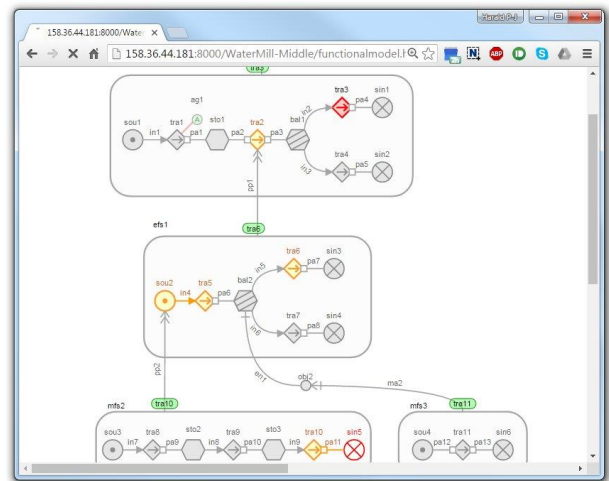 Harald P-J
158.36.44.181:8000/Water
158.36.44.181:8000/WaterMill-Middle/functionalmodel.h
ABP
tra3
ag1
tra3
sin1
sou1
tra1
A
sto1
tra2
bal1
in2
pa4
in1
pa1
pa2
pa3
in3
tra4
pa5
sin2
pp1
efs1
tra6
tra6
sin3
in5
pa7
sou2
tra5
bal2
in4
pa6
tra7
sin4
in6
pa8
pp2
en1
obj2
ma2
mfs2
tra10
mfs3
tra11
sou3
tra8
sto2
tra9
sto3
tra10
sin5
sou4
tra11
sin6
in7
pa9
in8
pa10
in9
pa11
pa12
pa13